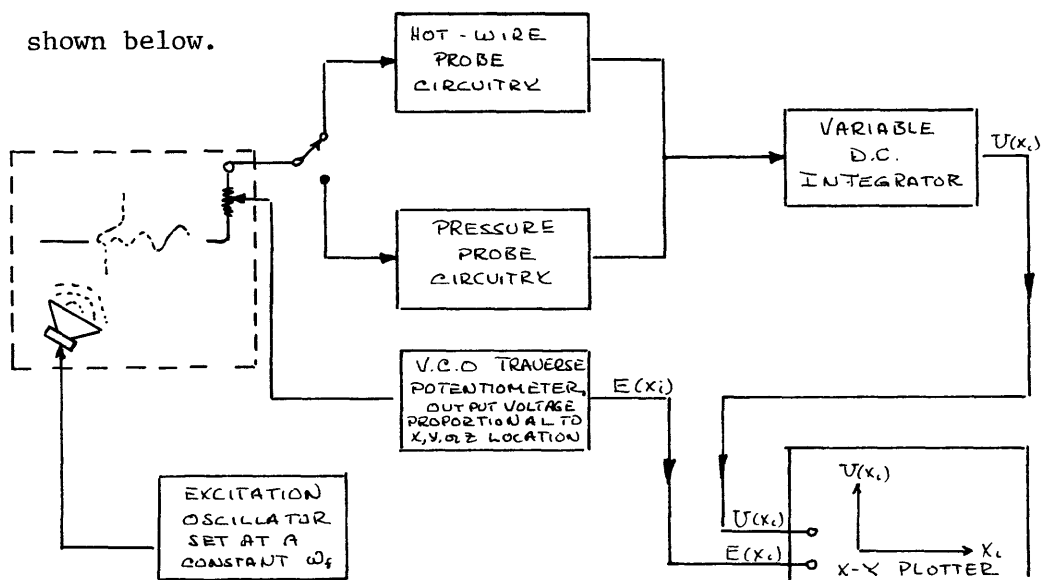 shown below.
HOT-WIRE
PROBE
CIRCUITRY
VARIABLE
D.C.
INTEGRATOR
U(xᵢ)
PRESSURE
PROBE
CIRCUITRY
V.C.O TRAVERSE
POTENTIOMETER,
OUTPUT VOLTAGE
PROPORTIONAL TO
X,Y,OR Z LOCATION
E(xᵢ)
EXCITATION
OSCILLATOR
SET AT A
CONSTANT ωf
U(xᵢ)
E(xᵢ)
U(xᵢ)
xᵢ
X-Y PLOTTER